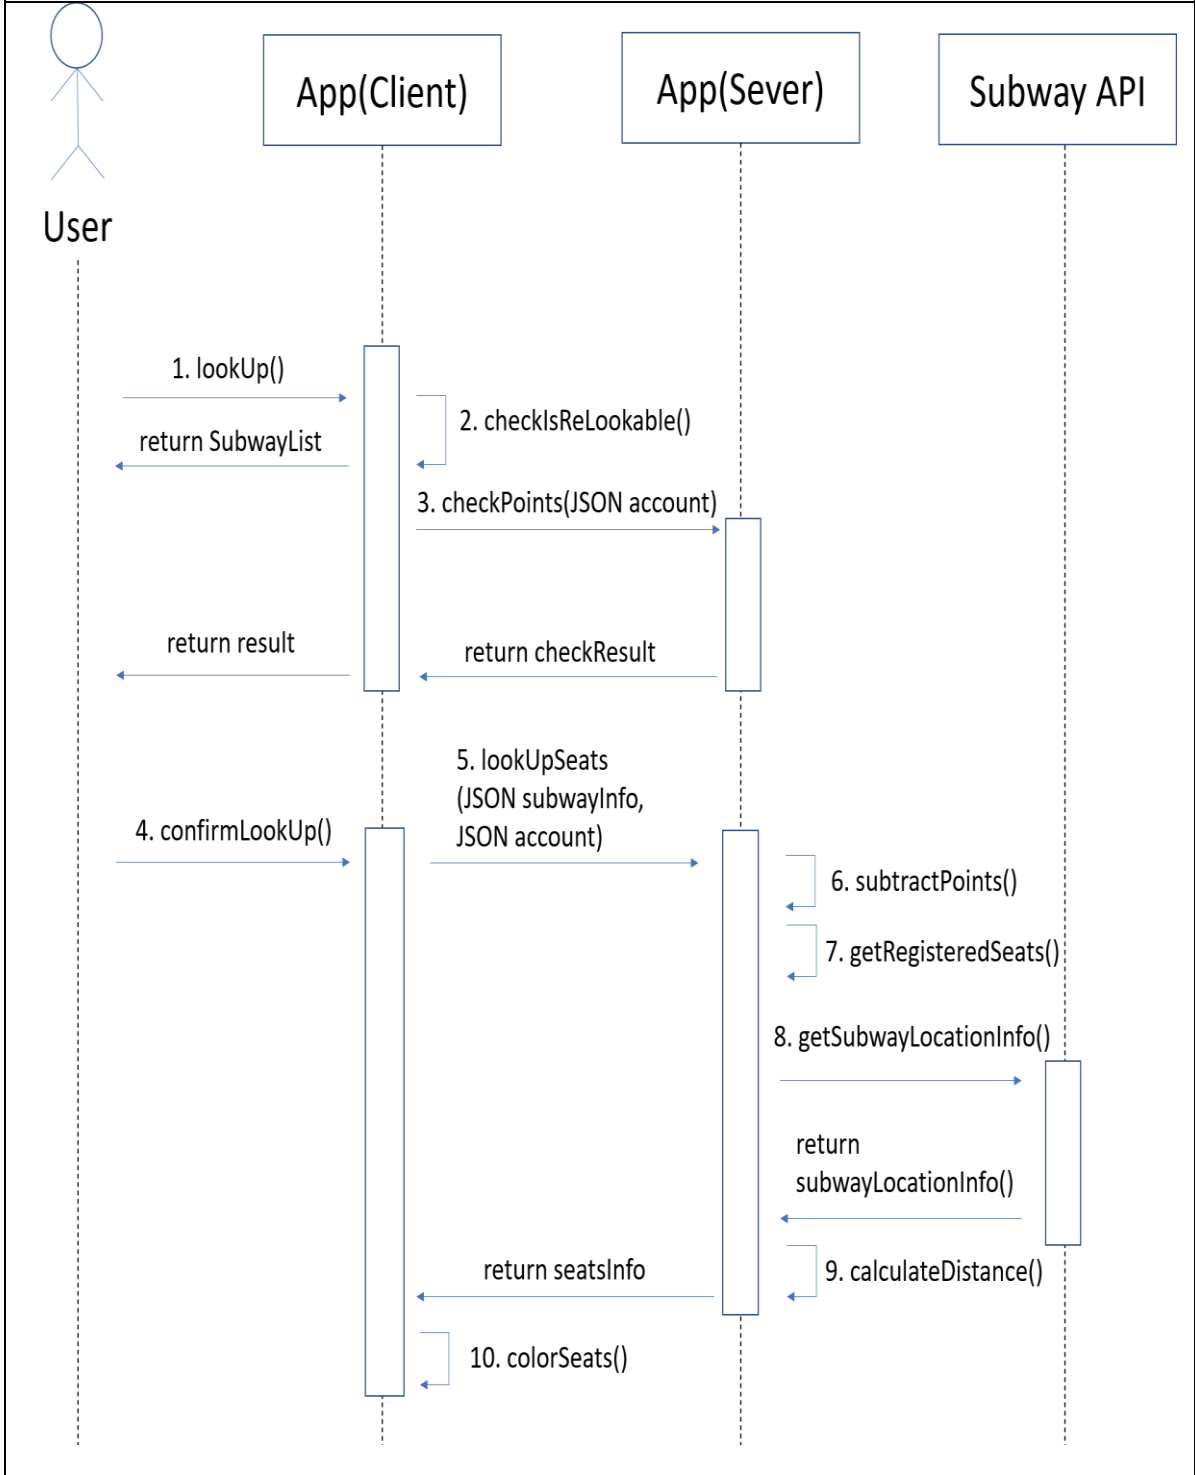 App(Client)
App(Sever)
Subway API
User
1. lookUp()
2. checkIsReLookable()
return SubwayList
3. checkPoints(JSON account)
return result
return checkResult
5. lookUpSeats
(JSON subwayInfo,
JSON account)
4. confirmLookUp()
6. subtractPoints()
7. getRegisteredSeats()
8. getSubwayLocationInfo()
return
subwayLocationInfo()
return seatsInfo
9. calculateDistance()
10. colorSeats()